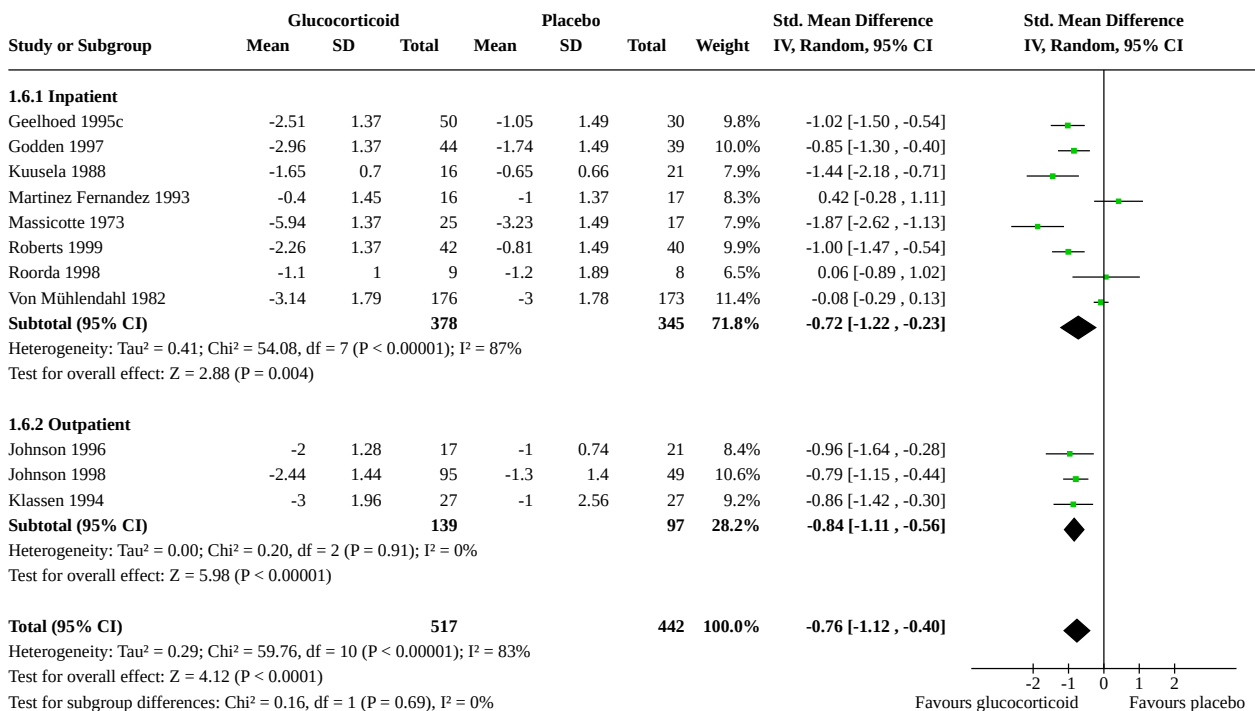 Glucocorticoid Placebo Std. Mean Difference Std. Mean Difference
Study or Subgroup Mean SD Total Mean SD Total Weight IV, Random, 95% CI IV, Random, 95% CI
1.6.1 Inpatient
Geelhoed 1995c -2.51 1.37 50 -1.05 1.49 30 9.8% -1.02 [-1.50 , -0.54]
Godden 1997 -2.96 1.37 44 -1.74 1.49 39 10.0% -0.85 [-1.30 , -0.40]
Kuusela 1988 -1.65 0.7 16 -0.65 0.66 21 7.9% -1.44 [-2.18 , -0.71]
Martinez Fernandez 1993 -0.4 1.45 16 -1 1.37 17 8.3% 0.42 [-0.28 , 1.11]
Massicotte 1973 -5.94 1.37 25 -3.23 1.49 17 7.9% -1.87 [-2.62 , -1.13]
Roberts 1999 -2.26 1.37 42 -0.81 1.49 40 9.9% -1.00 [-1.47 , -0.54]
Roorda 1998 -1.1 1 9 -1.2 1.89 8 6.5% 0.06 [-0.89 , 1.02]
Von Mühlendahl 1982 -3.14 1.79 176 -3 1.78 173 11.4% -0.08 [-0.29 , 0.13]
Subtotal (95% CI) 378 345 71.8% -0.72 [-1.22 , -0.23]
Heterogeneity: Tau² = 0.41; Chi² = 54.08, df = 7 (P < 0.00001); I² = 87%
Test for overall effect: Z = 2.88 (P = 0.004)
1.6.2 Outpatient
Johnson 1996 -2 1.28 17 -1 0.74 21 8.4% -0.96 [-1.64 , -0.28]
Johnson 1998 -2.44 1.44 95 -1.3 1.4 49 10.6% -0.79 [-1.15 , -0.44]
Klassen 1994 -3 1.96 27 -1 2.56 27 9.2% -0.86 [-1.42 , -0.30]
Subtotal (95% CI) 139 97 28.2% -0.84 [-1.11 , -0.56]
Heterogeneity: Tau² = 0.00; Chi² = 0.20, df = 2 (P = 0.91); I² = 0%
Test for overall effect: Z = 5.98 (P < 0.00001)
Total (95% CI) 517 442 100.0% -0.76 [-1.12 , -0.40]
Heterogeneity: Tau² = 0.29; Chi² = 59.76, df = 10 (P < 0.00001); I² = 83%
Test for overall effect: Z = 4.12 (P < 0.0001)
-2 -1 0 1 2
Test for subgroup differences: Chi² = 0.16, df = 1 (P = 0.69), I² = 0%
Favours glucocorticoid Favours placebo